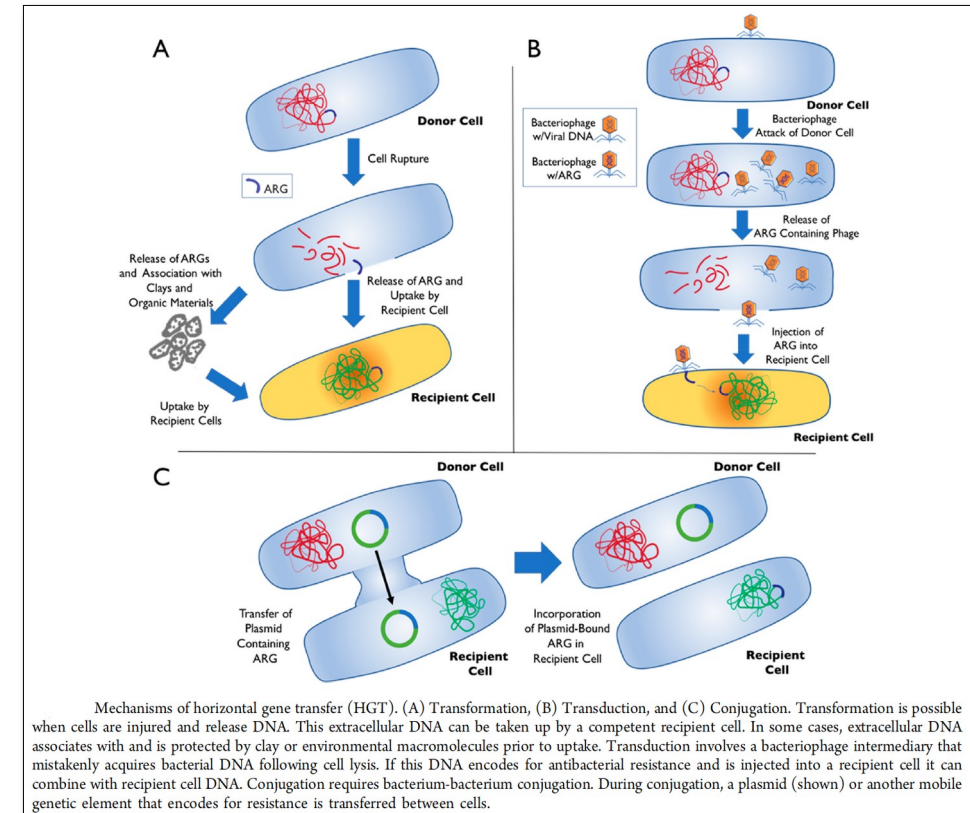 A
Donor Cell
Cell Rupture
ARG
Release of ARGs
and Association with
Clays and
Organic Materials
Release of ARG and
Uptake by
Recipient Cell
Uptake by
Recipient Cells
Recipient Cell
B
Bacteriophage
w/Viral DNA
Bacteriophage
w/ARG
Donor Cell
Bacteriophage
Attack of Donor Cell
Release of
ARG Containing Phage
Injection of
ARG into
Recipient Cell
Recipient Cell
C
Donor Cell
Transfer of
Plasmid
Containing
ARG
Recipient
Cell
Donor Cell
Incorporation
of Plasmid-Bound
ARG in
Recipient Cell
Recipient
Cell
Mechanisms of horizontal gene transfer (HGT). (A) Transformation, (B) Transduction, and (C) Conjugation. Transformation is possible
when cells are injured and release DNA. This extracellular DNA can be taken up by a competent recipient cell. In some cases, extracellular DNA
associates with and is protected by clay or environmental macromolecules prior to uptake. Transduction involves a bacteriophage intermediary that
mistakenly acquires bacterial DNA following cell lysis. If this DNA encodes for antibacterial resistance and is injected into a recipient cell it can
combine with recipient cell DNA. Conjugation requires bacterium-bacterium conjugation. During conjugation, a plasmid (shown) or another mobile
genetic element that encodes for resistance is transferred between cells.